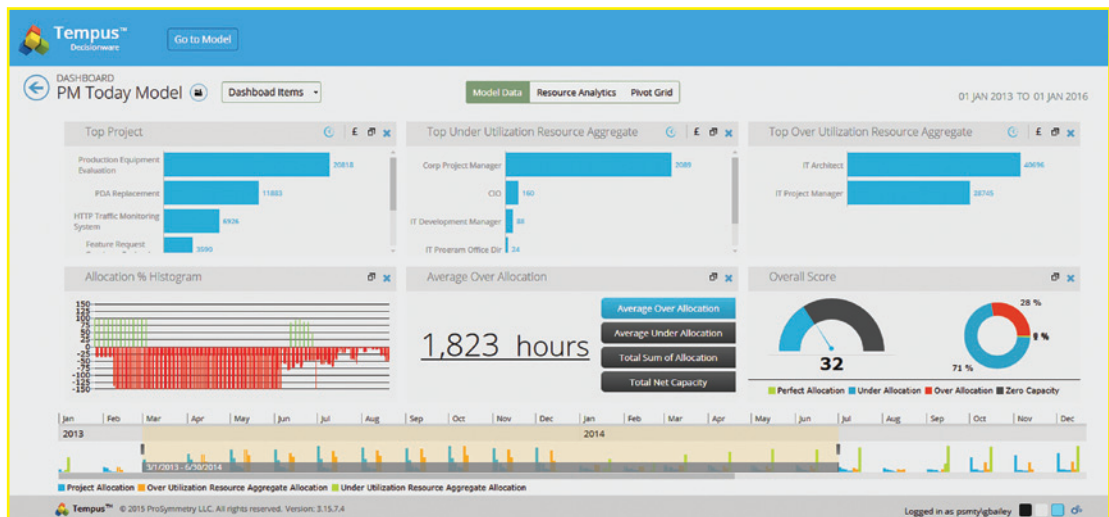 Tempus™
Decisionware
Go to Model
DASHBOARD
PM Today Model
Dashboad Items
Model Data Resource Analytics Pivot Grid
01 JAN 2013 TO 01 JAN 2016
Top Project £
Production Equipment
Evaluation
20818
PDA Replacement
11883
HTTP Traffic Monitoring
System
6926
Feature Request
3590
Top Under Utilization Resource Aggregate £
Corp Project Manager
2089
CIO
160
IT Development Manager
88
IT Program Office Dir
24
Top Over Utilization Resource Aggregate £
IT Architect
40696
IT Project Manager
28745
Allocation % Histogram
150
125
100
75
50
25
0
-25
-50
-75
-100
-125
-150
Average Over Allocation
1,823 hours
Average Over Allocation
Average Under Allocation
Total Sum of Allocation
Total Net Capacity
Overall Score
32
28 %
71 %
Perfect Allocation Under Allocation Over Allocation Zero Capacity
Jan Feb Mar Apr May Jun Jul Aug Sep Oct Nov Dec Jan Feb Mar Apr May Jun Jul Aug Sep Oct Nov Dec
2013 2014
3/1/2013 - 6/30/2014
Project Allocation Over Utilization Resource Aggregate Allocation Under Utilization Resource Aggregate Allocation
Tempus™ © 2015 ProSymmetry LLC. All rights reserved. Version: 3.15.7.4
Logged in as psmty\gbailey